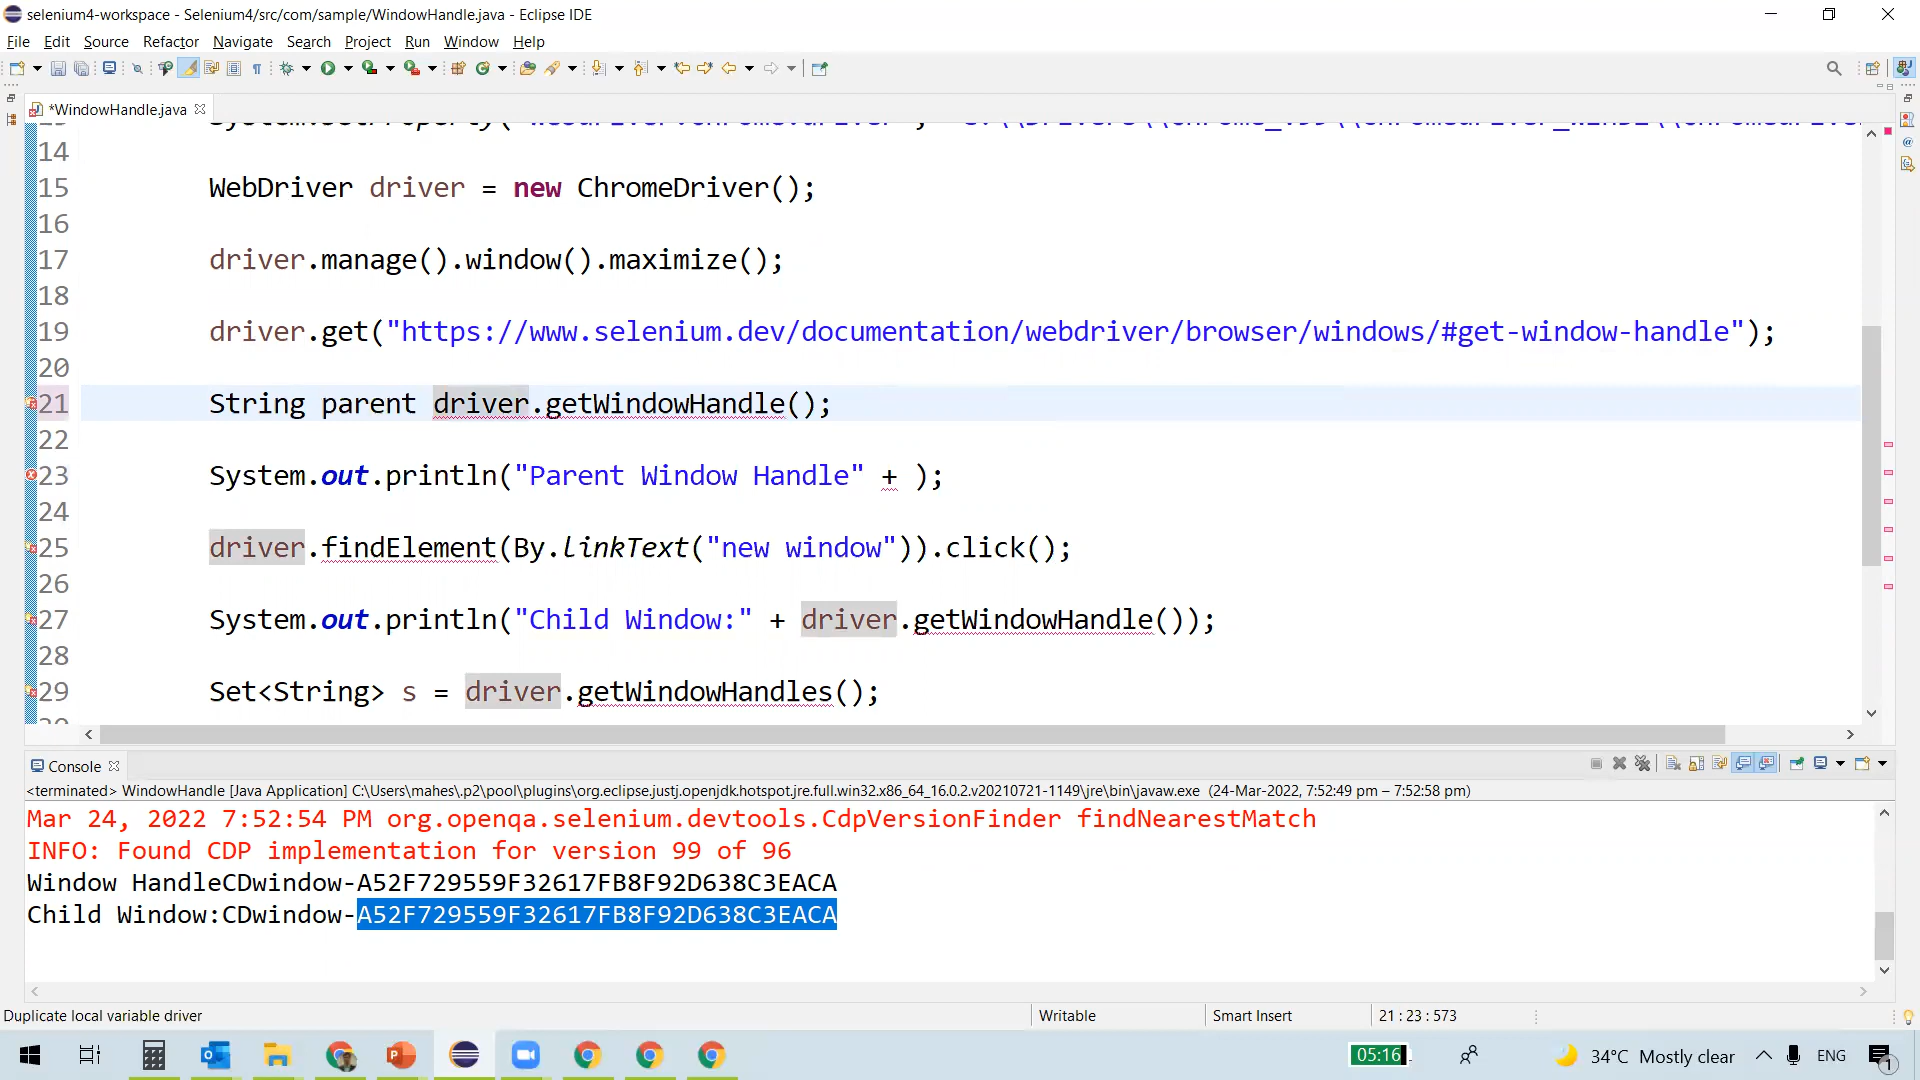 selenium4-workspace - Selenium4/src/com/sample/WindowHandle.java - Eclipse IDE
File Edit Source Refactor Navigate Search Project Run Window Help
*WindowHandle.java
14
15 WebDriver driver = new ChromeDriver();
16
17 driver.manage().window().maximize();
18
19 driver.get("https://www.selenium.dev/documentation/webdriver/browser/windows/#get-window-handle");
20
21 String parent driver.getWindowHandle();
22
23 System.out.println("Parent Window Handle" + );
24
25 driver.findElement(By.linkText("new window")).click();
26
27 System.out.println("Child Window:" + driver.getWindowHandle());
28
29 Set<String> s = driver.getWindowHandles();
Console
<terminated> WindowHandle [Java Application] C:\Users\mahes\.p2\pool\plugins\org.eclipse.justj.openjdk.hotspot.jre.full.win32.x86_64_16.0.2.v20210721-1149\jre\bin\javaw.exe (24-Mar-2022, 7:52:49 pm – 7:52:58 pm)
Mar 24, 2022 7:52:54 PM org.openqa.selenium.devtools.CdpVersionFinder findNearestMatch
INFO: Found CDP implementation for version 99 of 96
Window HandleCDwindow-A52F729559F32617FB8F92D638C3EACA
Child Window:CDwindow-A52F729559F32617FB8F92D638C3EACA
Duplicate local variable driver Writable Smart Insert 21 : 23 : 573
05:16 34°C Mostly clear ENG 1